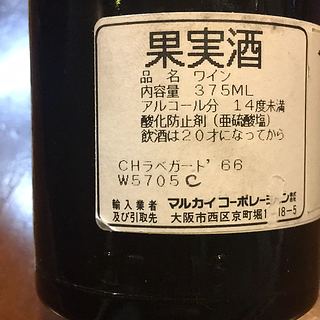 果実酒
品 名 ワイン
内容量 375ML
アルコール分 14度未満
酸化防止剤(亜硫酸塩)
飲酒は20才になってから
CHラベガード'66
W5705C
輸入業者 マルカイコーポレーション株式会社
及び引取先 大阪市西区京町堀1-18-5